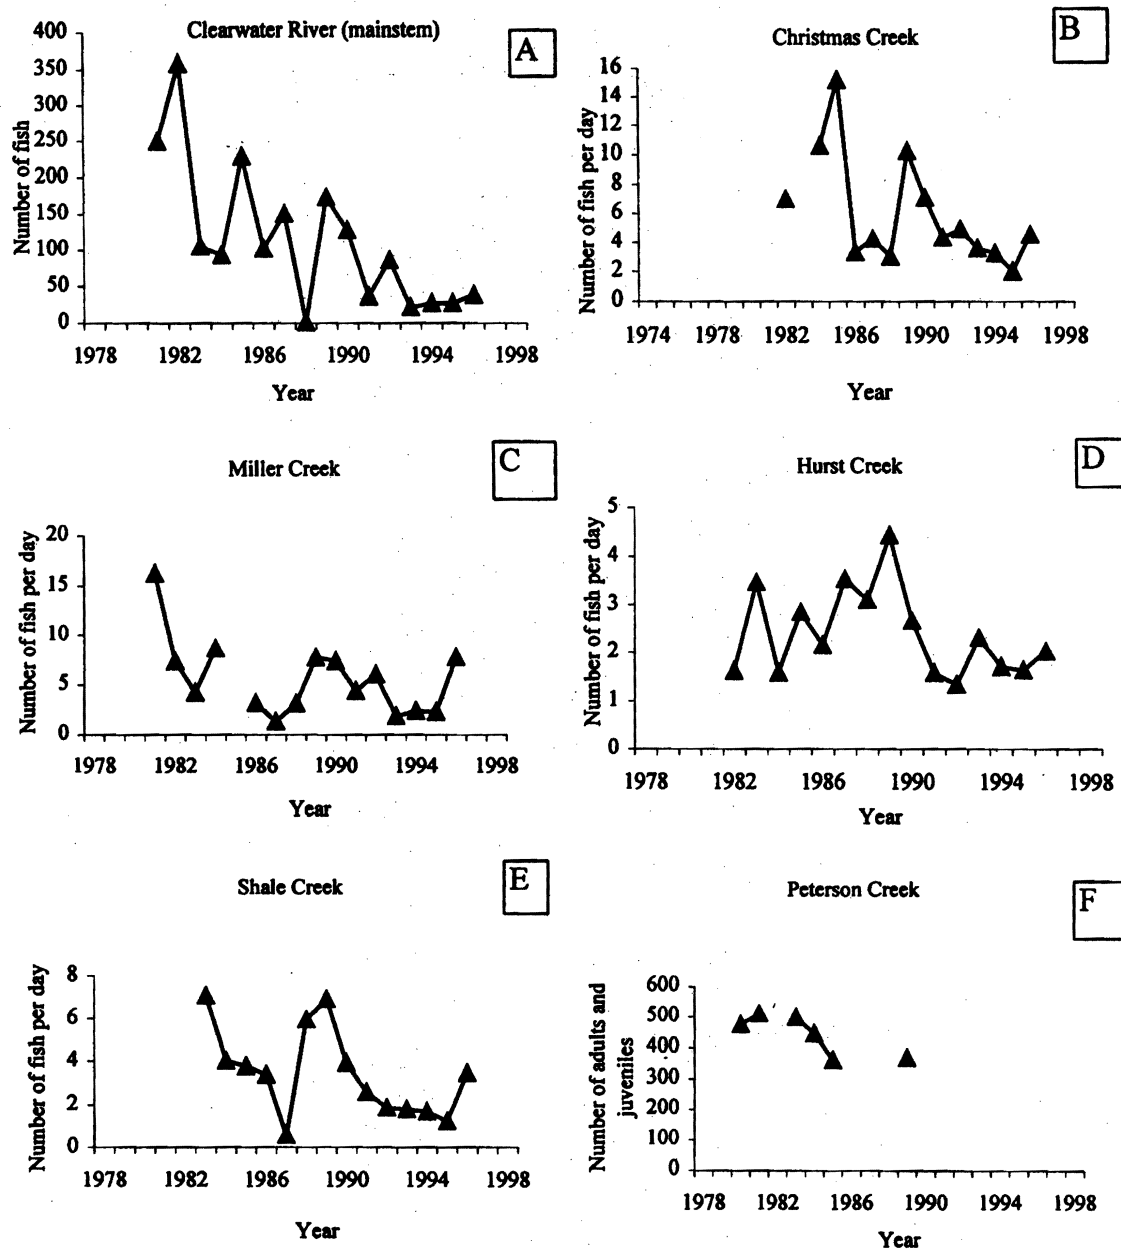 Clearwater River (mainstem)
A
400
350
300
250
200
150
100
50
0
Number of fish
1978 1982 1986 1990 1994 1998
Year
Christmas Creek
B
16
14
12
10
8
6
4
2
0
Number of fish per day
1974 1978 1982 1986 1990 1994 1998
Year
Miller Creek
C
20
15
10
5
0
Number of fish per day
1978 1982 1986 1990 1994 1998
Year
Hurst Creek
D
5
4
3
2
1
0
Number of fish per day
1978 1982 1986 1990 1994 1998
Year
Shale Creek
E
8
6
4
2
0
Number of fish per day
1978 1982 1986 1990 1994 1998
Year
Peterson Creek
F
600
500
400
300
200
100
0
Number of adults and
juveniles
1978 1982 1986 1990 1994 1998
Year